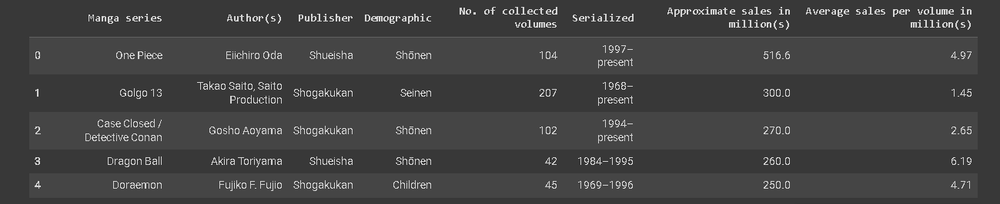 Manga series Author(s) Publisher Demographic No. of collected volumes Serialized Approximate sales in million(s) Average sales per volume in million(s)
0 One Piece Eiichiro Oda Shueisha Shōnen 104 1997–present 516.6 4.97
1 Golgo 13 Takao Saito, Saito Production Shogakukan Seinen 207 1968–present 300.0 1.45
2 Case Closed / Detective Conan Gosho Aoyama Shogakukan Shōnen 102 1994–present 270.0 2.65
3 Dragon Ball Akira Toriyama Shueisha Shōnen 42 1984–1995 260.0 6.19
4 Doraemon Fujiko F. Fujio Shogakukan Children 45 1969–1996 250.0 4.71